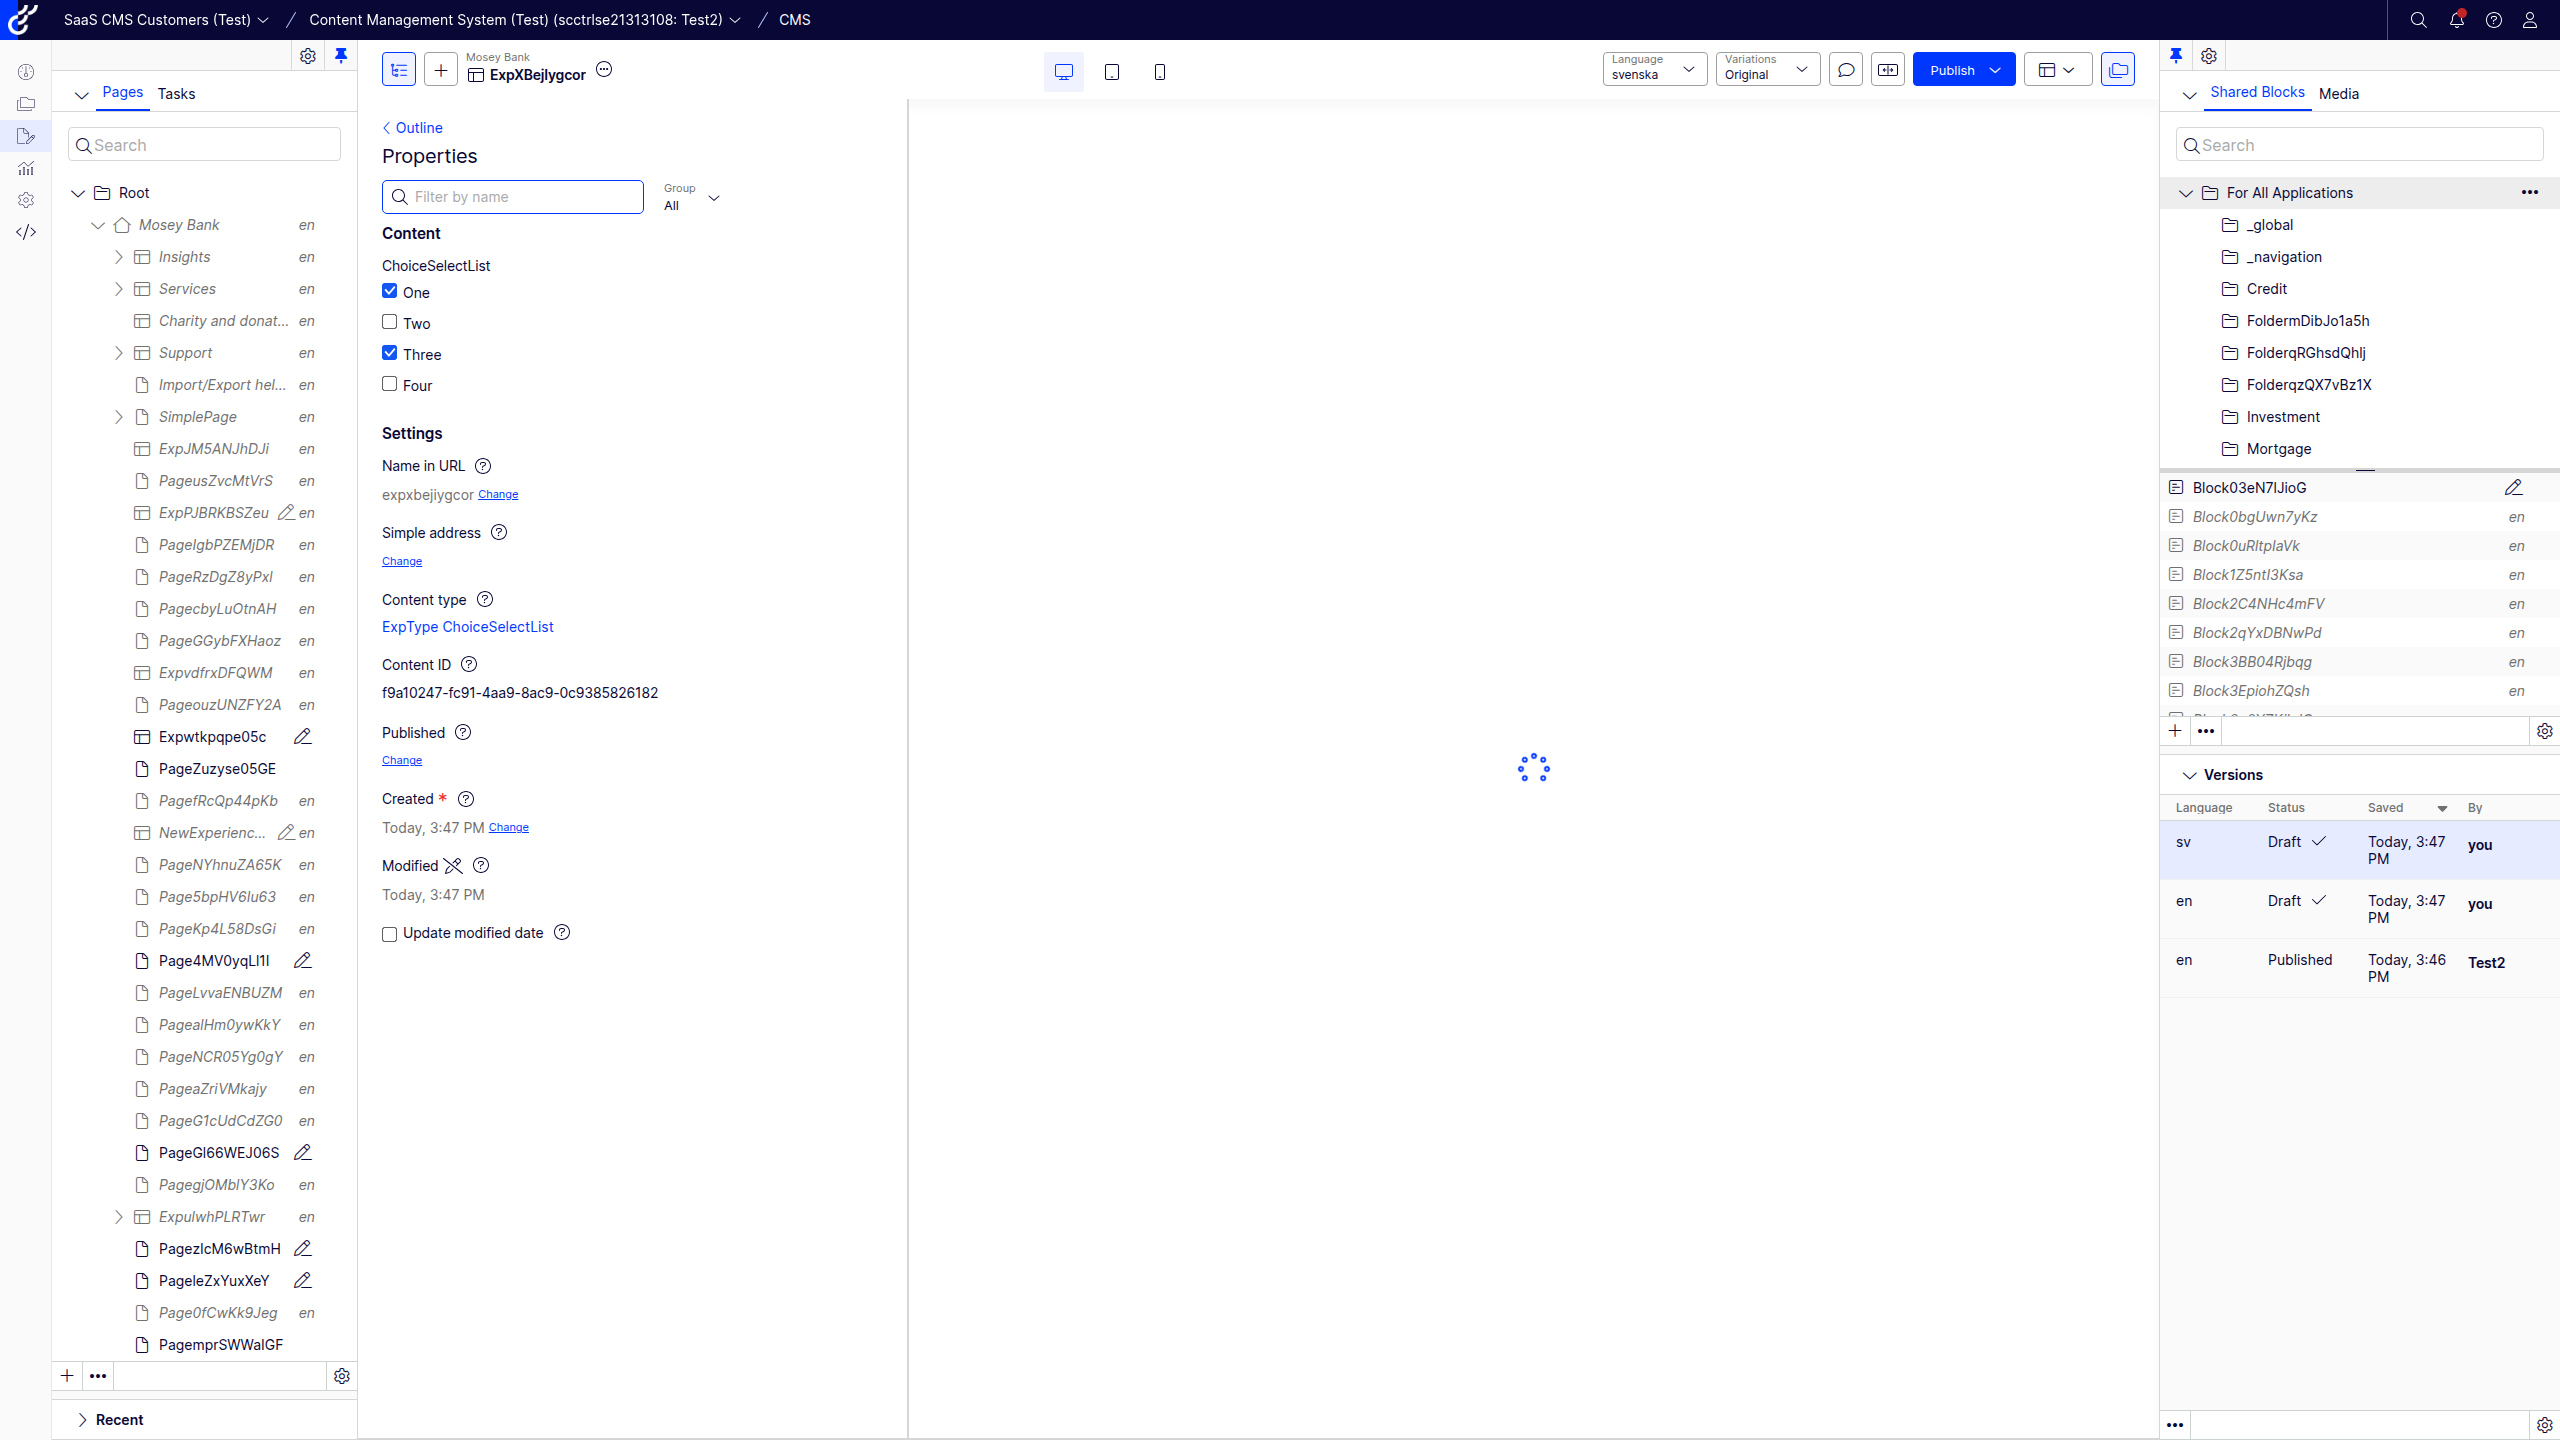 SaaS CMS Customers (Test) / Content Management System (Test) (scctrlse21313108: Test2) / CMS
Pages Tasks
Search
Root
Mosey Bank en
Insights en
Services en
Charity and donat... en
Support en
Import/Export hel... en
SimplePage en
ExpJM5ANJhDJi en
PageusZvcMtVrS en
ExpPJBRKBSZeu en
PageIgbPZEMjDR en
PageRzDgZ8yPxl en
PagecbyLuOtnAH en
PageGGybFXHaoz en
ExpvdfrxDFQWM en
PageouzUNZFY2A en
Expwtkpqpe05c
PageZuzyse05GE
PagefRcQp44pKb en
NewExperienc... en
PageNYhnuZA65K en
Page5bpHV6Iu63 en
PageKp4L58DsGi en
Page4MV0yqLI1I
PageLvvaENBUZM en
PagealHm0ywKkY en
PageNCR05Yg0gY en
PageaZriVMkajy en
PageG1cUdCdZG0 en
PageGl66WEJ06S
PagegjOMblY3Ko en
ExpulwhPLRTwr en
PagezlcM6wBtmH
PageleZxYuxXeY
Page0fCwKk9Jeg en
PagemprSWWalGF
Recent
Mosey Bank
ExpXBejlygcor
Language
svenska
Variations
Original
Publish
Outline
Properties
Filter by name
Group
All
Content
ChoiceSelectList
One
Two
Three
Four
Settings
Name in URL
expxbejiygcor Change
Simple address
Change
Content type
ExpType ChoiceSelectList
Content ID
f9a10247-fc91-4aa9-8ac9-0c9385826182
Published
Change
Created *
Today, 3:47 PM Change
Modified
Today, 3:47 PM
Update modified date
Shared Blocks Media
Search
For All Applications
_global
_navigation
Credit
FoldermDibJo1a5h
FolderqRGhsdQhlj
FolderqzQX7vBz1X
Investment
Mortgage
Block03eN7lJioG
Block0bgUwn7yKz en
Block0uRltplaVk en
Block1Z5ntI3Ksa en
Block2C4NHc4mFV en
Block2qYxDBNwPd en
Block3BB04Rjbqg en
Block3EpiohZQsh en
Versions
Language Status Saved By
sv Draft Today, 3:47 PM you
en Draft Today, 3:47 PM you
en Published Today, 3:46 PM Test2